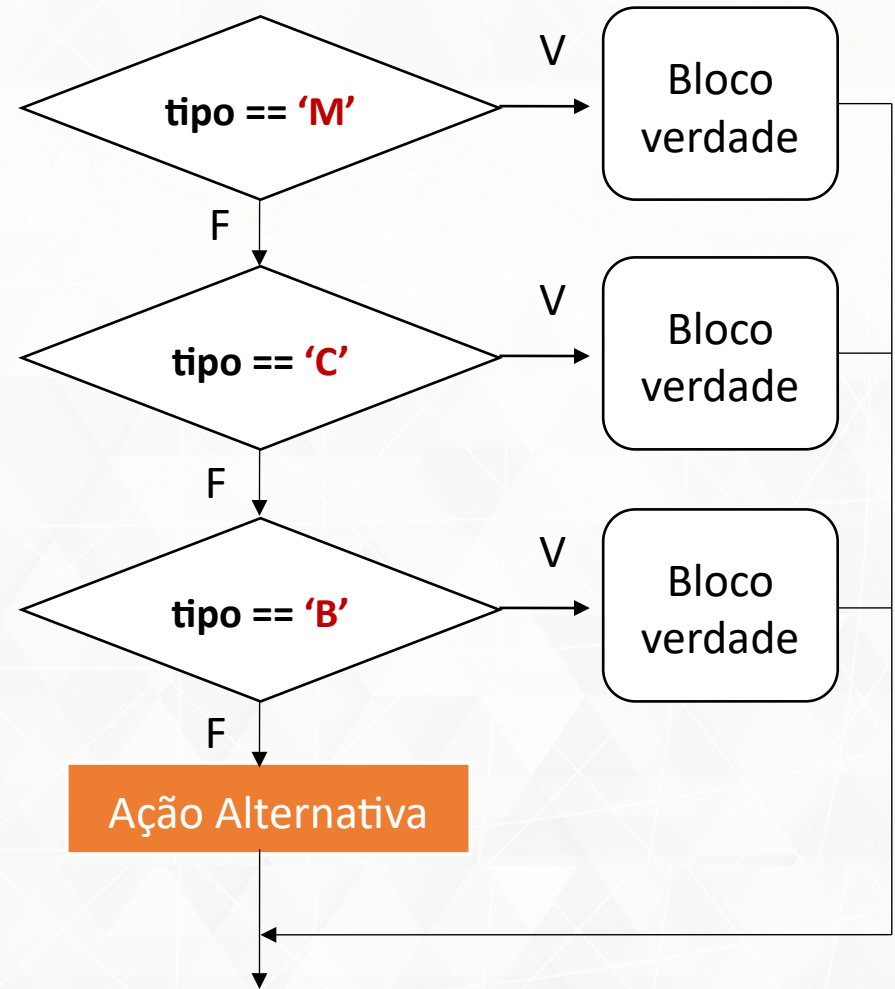 tipo == ‘M’
V
Bloco
verdade
F
tipo == ‘C’
V
Bloco
verdade
F
tipo == ‘B’
V
Bloco
verdade
F
Ação Alternativa